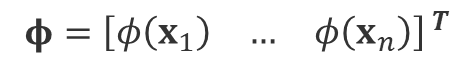 𝛟 = [𝜙(𝐱₁) … 𝜙(𝐱ₙ)]ᵀ